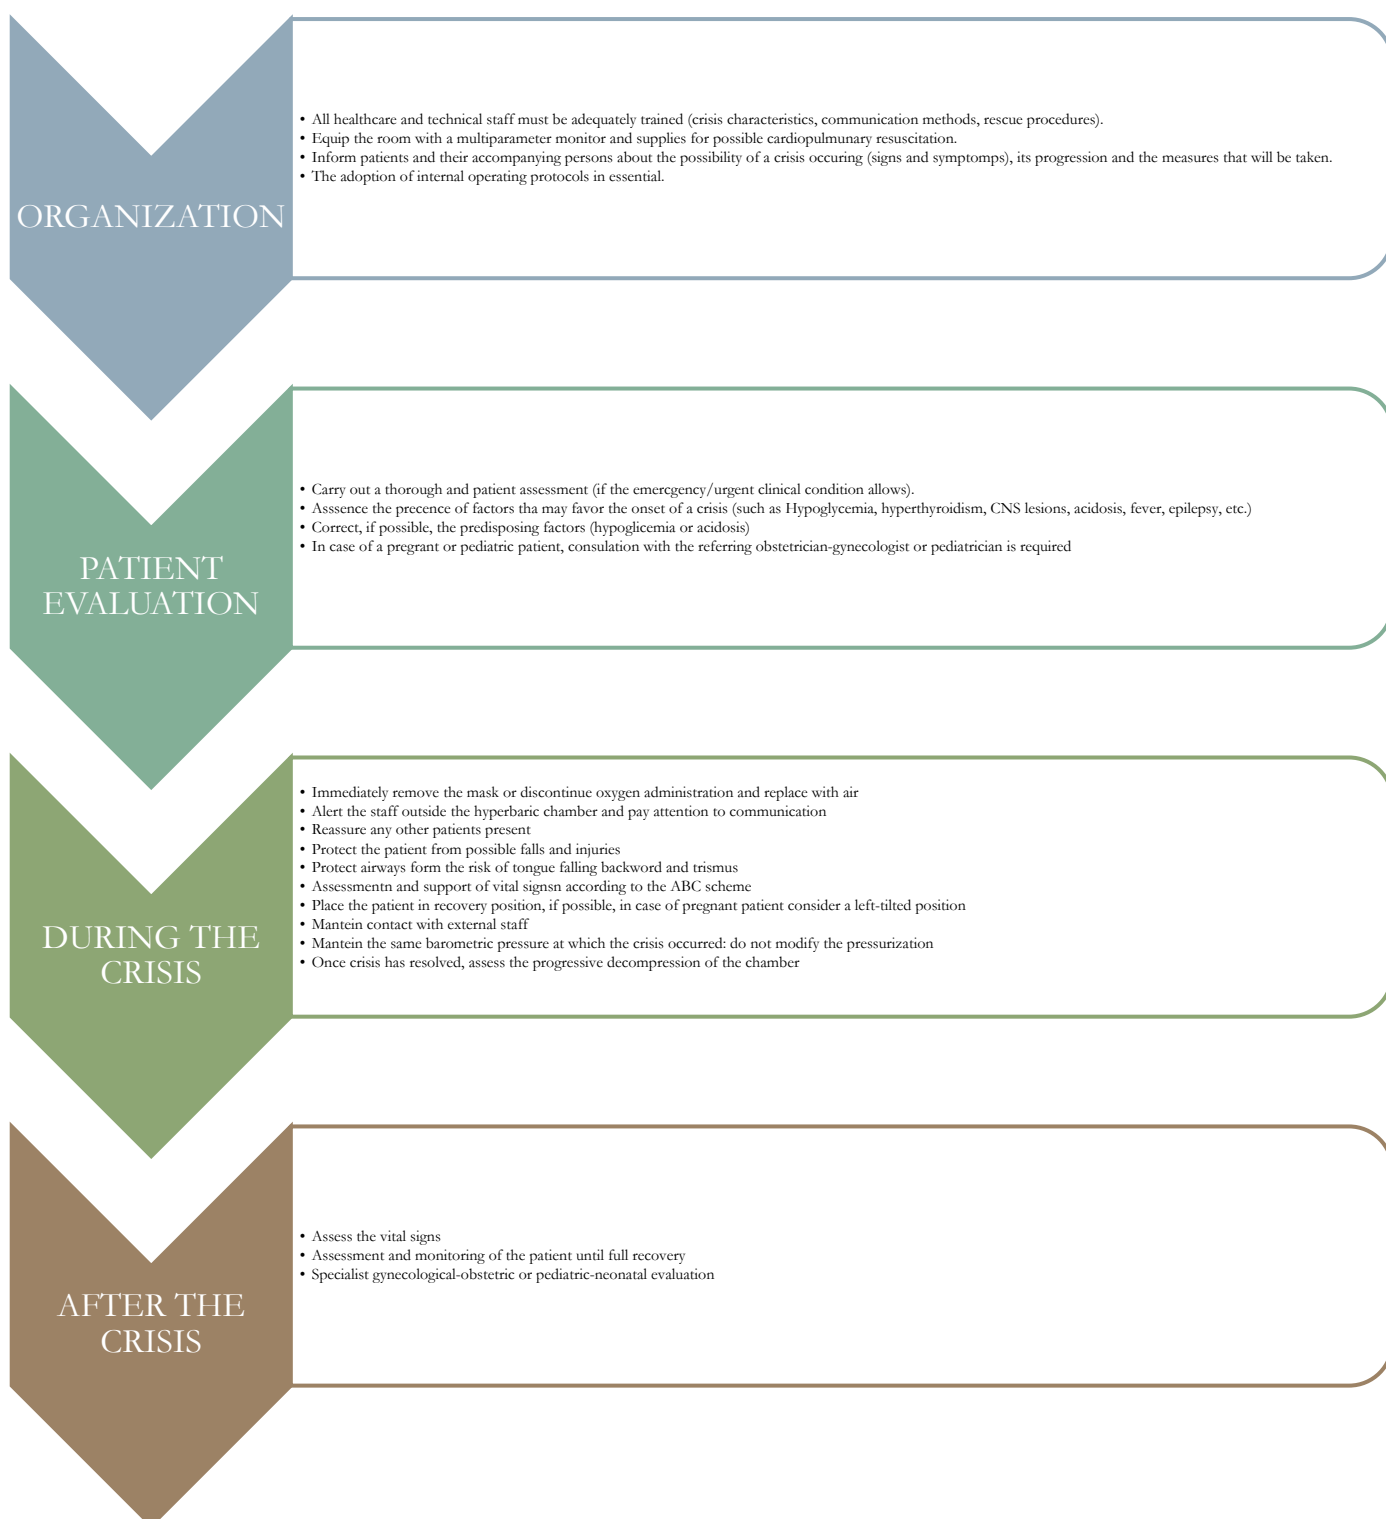 ORGANIZATION
• All healthcare and technical staff must be adequately trained (crisis characteristics, communication methods, rescue procedures).
• Equip the room with a multiparameter monitor and supplies for possible cardiopulmunary resuscitation.
• Inform patients and their accompanying persons about the possibility of a crisis occuring (signs and symptomps), its progression and the measures that will be taken.
• The adoption of internal operating protocols in essential.
PATIENT
EVALUATION
• Carry out a thorough and patient assessment (if the emercgency/urgent clinical condition allows).
• Asssence the precence of factors tha may favor the onset of a crisis (such as Hypoglycemia, hyperthyroidism, CNS lesions, acidosis, fever, epilepsy, etc.)
• Correct, if possible, the predisposing factors (hypoglicemia or acidosis)
• In case of a pregrant or pediatric patient, consulation with the referring obstetrician-gynecologist or pediatrician is required
DURING THE
CRISIS
• Immediately remove the mask or discontinue oxygen administration and replace with air
• Alert the staff outside the hyperbaric chamber and pay attention to communication
• Reassure any other patients present
• Protect the patient from possible falls and injuries
• Protect airways form the risk of tongue falling backword and trismus
• Assessmentn and support of vital signsn according to the ABC scheme
• Place the patient in recovery position, if possible, in case of pregnant patient consider a left-tilted position
• Mantein contact with external staff
• Mantein the same barometric pressure at which the crisis occurred: do not modify the pressurization
• Once crisis has resolved, assess the progressive decompression of the chamber
AFTER THE
CRISIS
• Assess the vital signs
• Assessment and monitoring of the patient until full recovery
• Specialist gynecological-obstetric or pediatric-neonatal evaluation